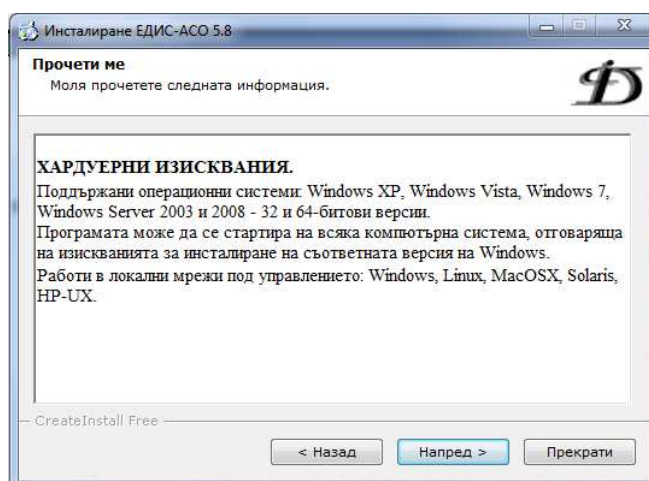 Инсталиране ЕДИС-АСО 5.8
Прочети ме
Моля прочетете следната информация.
ХАРДУЕРНИ ИЗИСКВАНИЯ.
Поддържани операционни системи: Windows XP, Windows Vista, Windows 7,
Windows Server 2003 и 2008 - 32 и 64-битови версии.
Програмата може да се стартира на всяка компютърна система, отговаряща
на изискванията за инсталиране на съответната версия на Windows.
Работи в локални мрежи под управлението: Windows, Linux, MacOSX, Solaris,
HP-UX.
CreateInstall Free
< Назад
Напред >
Прекрати